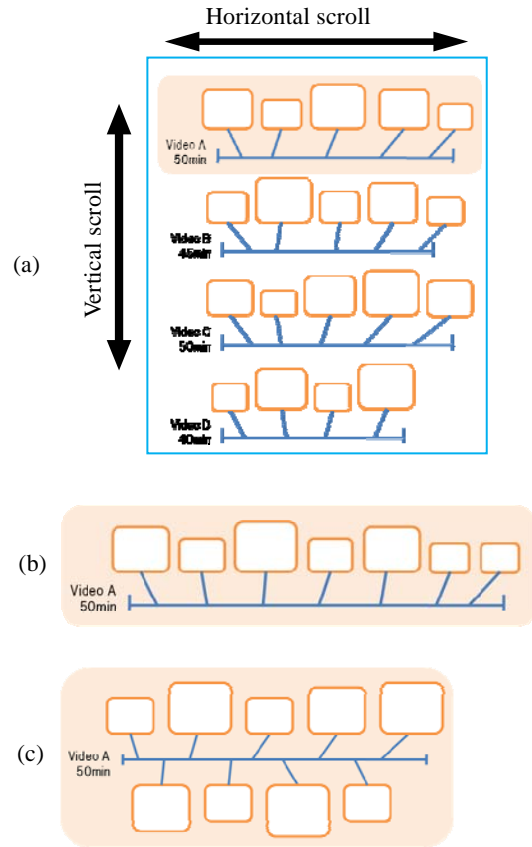 Horizontal scroll
Vertical scroll
(a)
Video A
50min
Video B
45min
Video C
50min
Video D
40min
(b)
Video A
50min
(c)
Video A
50min